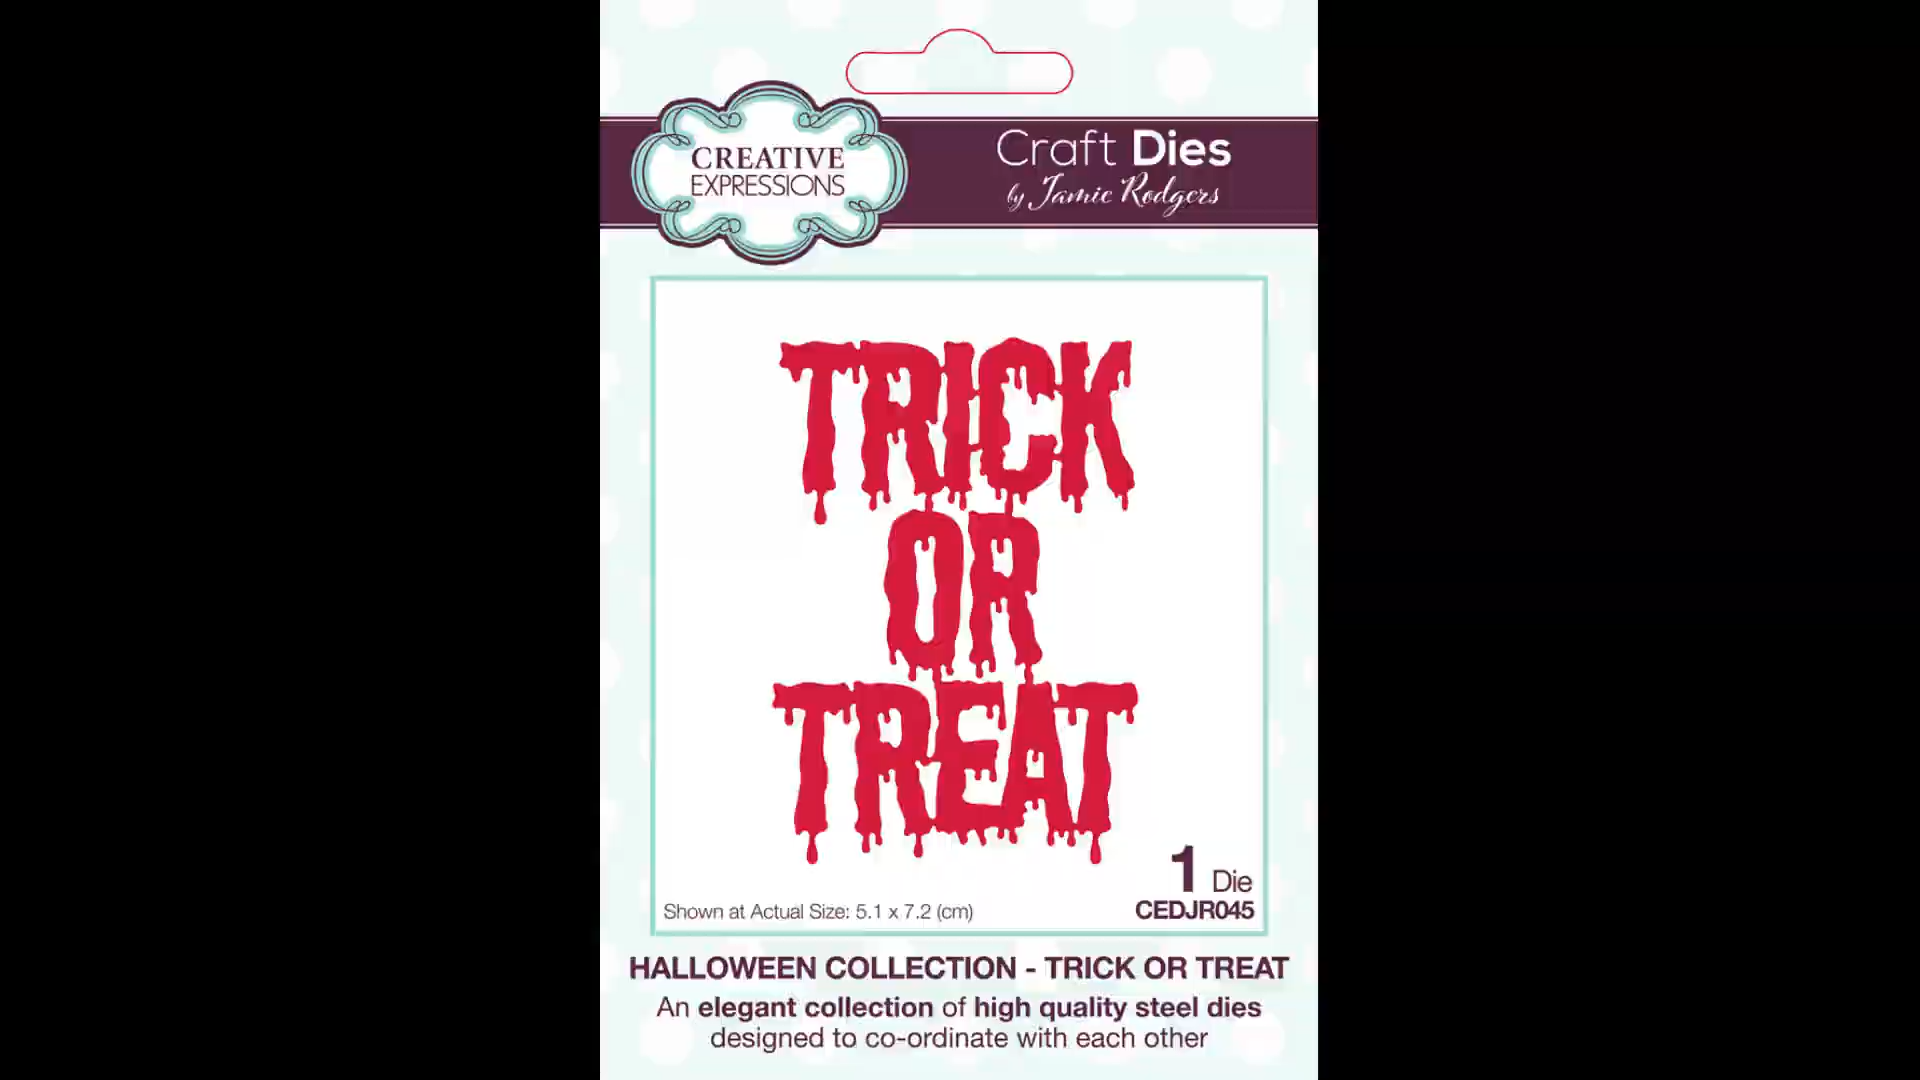 CREATIVE
EXPRESSIONS
Craft Dies
by Jamie Rodgers
TRICK
OR
TREAT
1 Die
Shown at Actual Size: 5.1 x 7.2 (cm)
CEDJR045
HALLOWEEN COLLECTION - TRICK OR TREAT
An elegant collection of high quality steel dies
designed to co-ordinate with each other